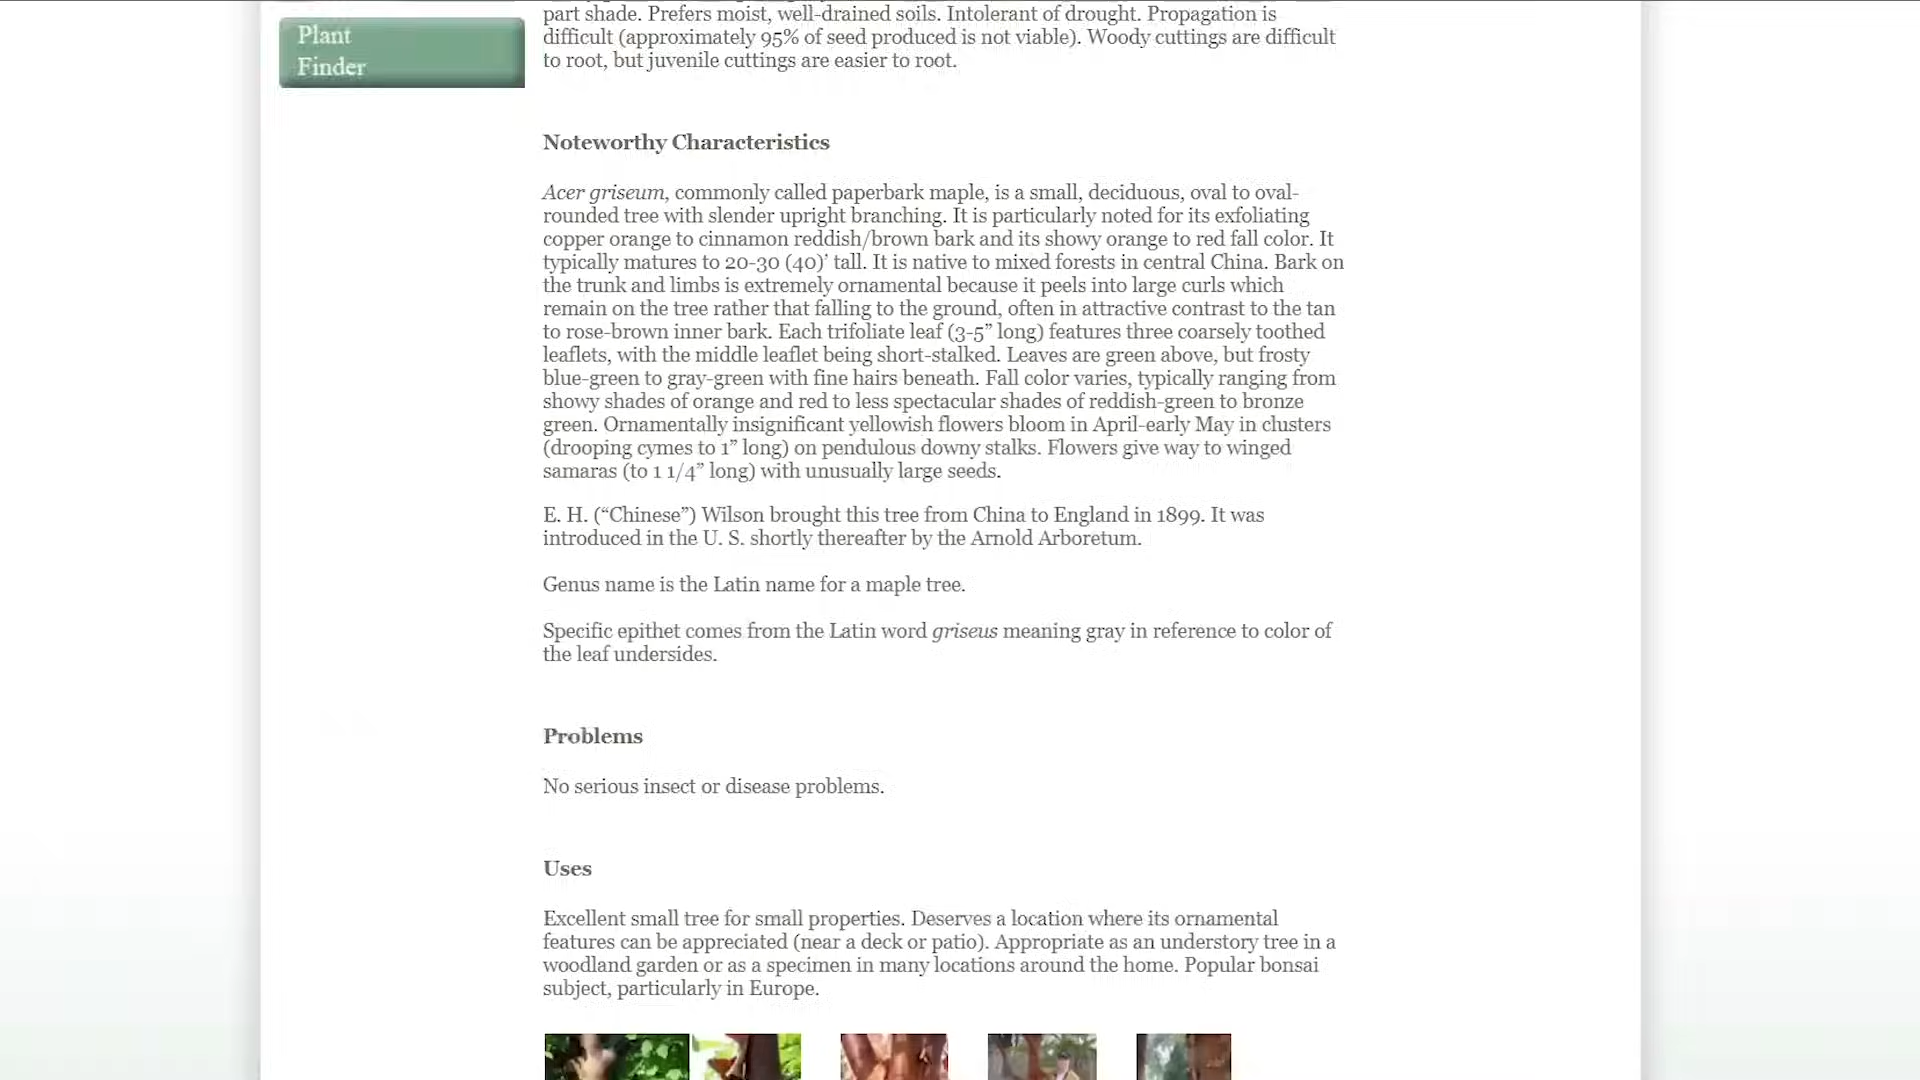 Plant
Finder
part shade. Prefers moist, well-drained soils. Intolerant of drought. Propagation is
difficult (approximately 95% of seed produced is not viable). Woody cuttings are difficult
to root, but juvenile cuttings are easier to root.
Noteworthy Characteristics
Acer griseum, commonly called paperbark maple, is a small, deciduous, oval to oval-
rounded tree with slender upright branching. It is particularly noted for its exfoliating
copper orange to cinnamon reddish/brown bark and its showy orange to red fall color. It
typically matures to 20-30 (40)’ tall. It is native to mixed forests in central China. Bark on
the trunk and limbs is extremely ornamental because it peels into large curls which
remain on the tree rather that falling to the ground, often in attractive contrast to the tan
to rose-brown inner bark. Each trifoliate leaf (3-5” long) features three coarsely toothed
leaflets, with the middle leaflet being short-stalked. Leaves are green above, but frosty
blue-green to gray-green with fine hairs beneath. Fall color varies, typically ranging from
showy shades of orange and red to less spectacular shades of reddish-green to bronze
green. Ornamentally insignificant yellowish flowers bloom in April-early May in clusters
(drooping cymes to 1” long) on pendulous downy stalks. Flowers give way to winged
samaras (to 1 1/4” long) with unusually large seeds.
E. H. (“Chinese”) Wilson brought this tree from China to England in 1899. It was
introduced in the U. S. shortly thereafter by the Arnold Arboretum.
Genus name is the Latin name for a maple tree.
Specific epithet comes from the Latin word griseus meaning gray in reference to color of
the leaf undersides.
Problems
No serious insect or disease problems.
Uses
Excellent small tree for small properties. Deserves a location where its ornamental
features can be appreciated (near a deck or patio). Appropriate as an understory tree in a
woodland garden or as a specimen in many locations around the home. Popular bonsai
subject, particularly in Europe.